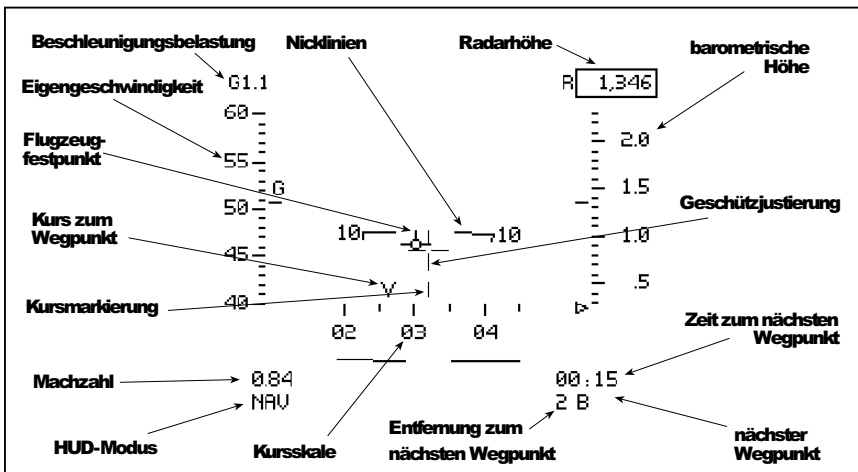 Beschleunigungsbelastung
Nicklinien
Radarhöhe
barometrische
Höhe
G1.1
R 1,346
Eigengeschwindigkeit
60
2.0
Flugzeug-
festpunkt
55
G
1.5
50
Geschützjustierung
Kurs zum
Wegpunkt
10
10
1.0
45
V
.5
Kursmarkierung
40
02
03
04
Zeit zum nächsten
Wegpunkt
Machzahl
0.84
00:15
NAV
2 B
HUD-Modus
Kursskale
Entfernung zum
nächsten Wegpunkt
nächster
Wegpunkt